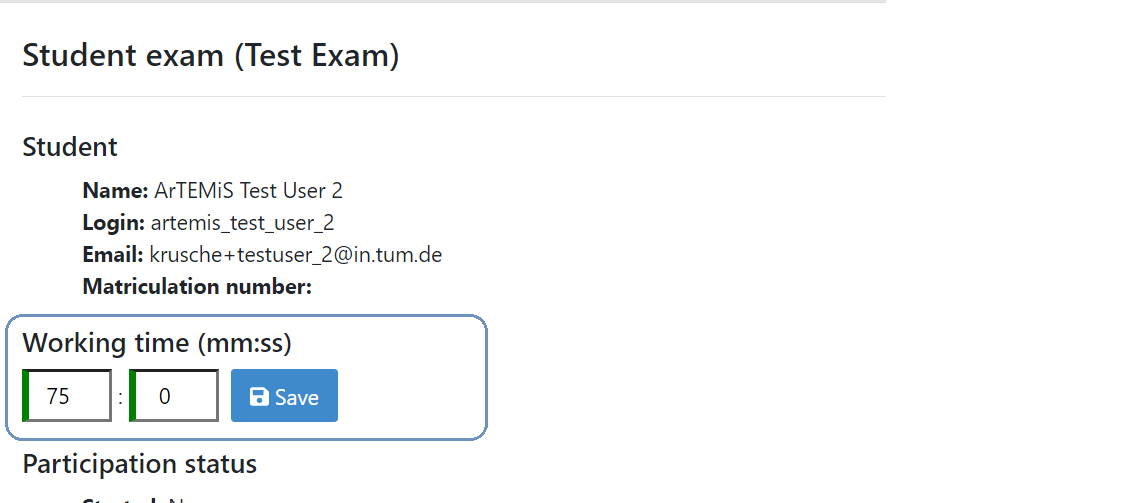 Student exam (Test Exam)
Student
Name: ArTEMiS Test User 2
Login: artemis_test_user_2
Email: krusche+testuser_2@in.tum.de
Matriculation number:
Working time (mm:ss)
75 : 0 Save
Participation status